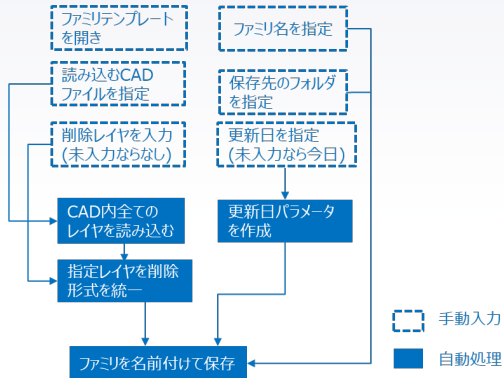 ファミリテンプレート
を開き
ファミリ名を指定
読み込むCAD
ファイルを指定
保存先のフォルダ
を指定
削除レイヤを入力
(未入力ならなし)
更新日を指定
(未入力なら今日)
CAD内全ての
レイヤを読み込む
更新日パラメータ
を作成
指定レイヤを削除
形式を統一
手動入力
自動処理
ファミリを名前付けて保存